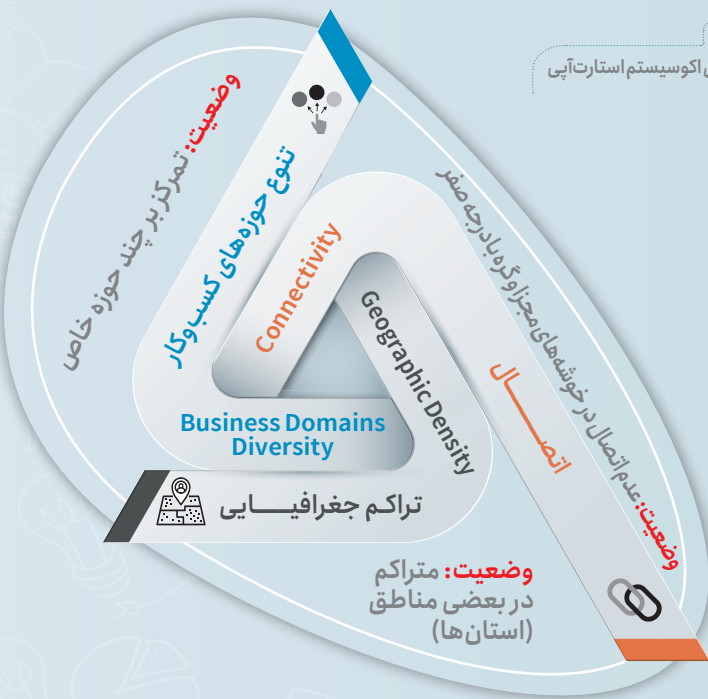 اکوسیستم استارت‌آپی
وضعیت: تمرکز بر چند حوزه خاص
تنوع حوزه‌های کسب‌وکار
Connectivity
Geographic Density
Business Domains
Diversity
اتصــــال
وضعیت: عدم اتصال در خوشه‌های مجزا و گره با درجه صفر
تراکم جغرافیـــــایی
وضعیت: متراکم
در بعضی مناطق
(استان‌ها)